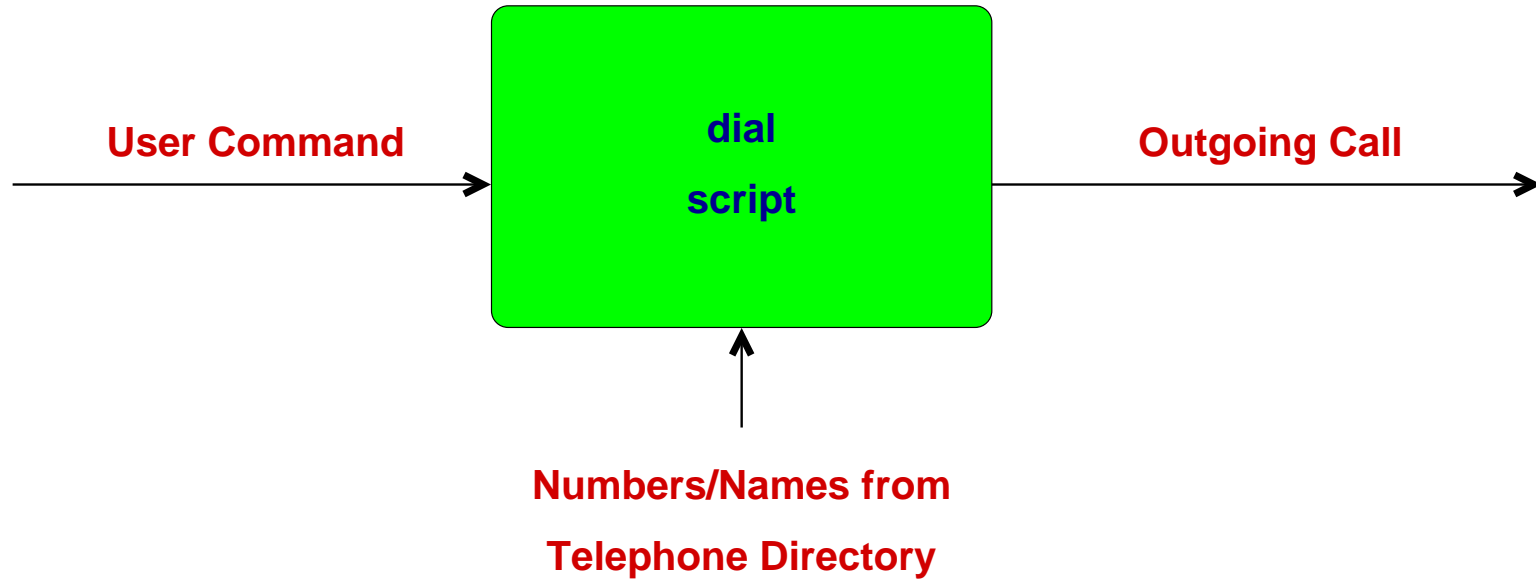 User Command
dial
script
Outgoing Call
Numbers/Names from
Telephone Directory